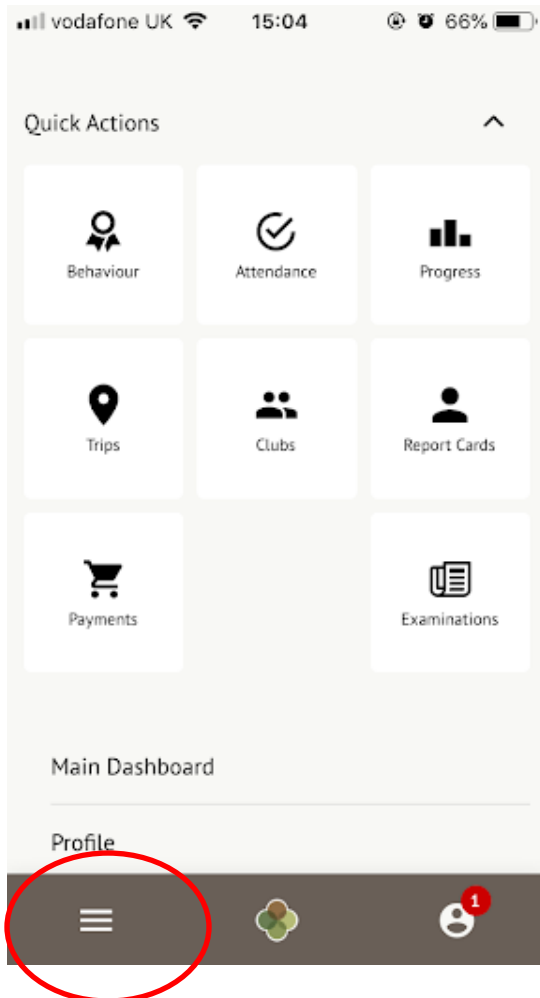 vodafone UK 15:04 66%
Quick Actions
Behaviour Attendance Progress
Trips Clubs Report Cards
Payments Examinations
Main Dashboard
Profile
1